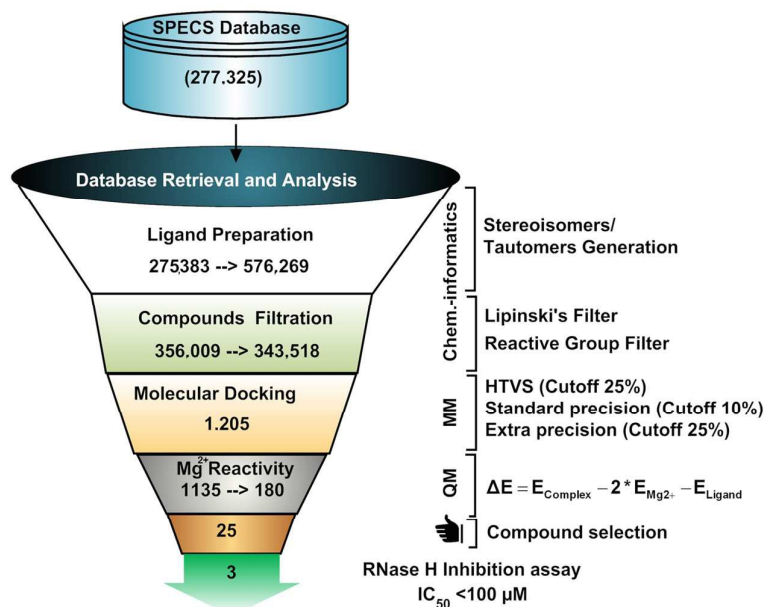 SPECS Database
(277.325)
Database Retrieval and Analysis
Ligand Preparation
275,383 --> 576,269
Stereoisomers/
Tautomers Generation
Chem.-informatics
Compounds Filtration
356,009 --> 343,518
Lipinski's Filter
Reactive Group Filter
Molecular Docking
1.205
MM
HTVS (Cutoff 25%)
Standard precision (Cutoff 10%)
Extra precision (Cutoff 25%)
Mg2+ Reactivity
1135 --> 180
QM
ΔE = EComplex − 2 * EMg2+ − ELigand
25
Compound selection
3
RNase H Inhibition assay
IC50 <100 µM